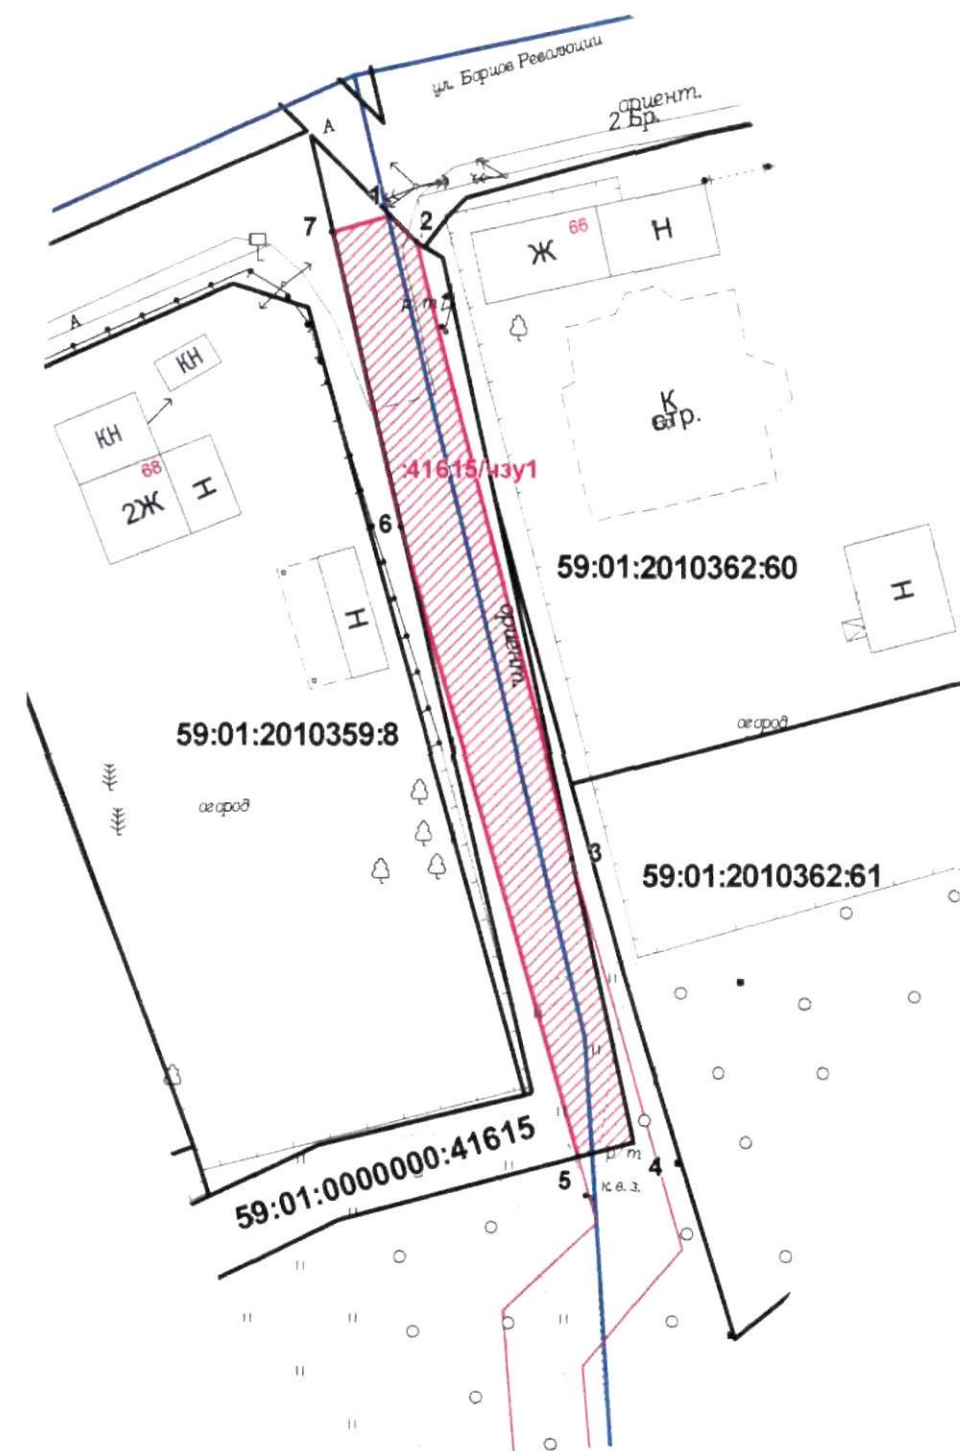 ул. Борцов Революции
ориент.
2 Бр.
А
1
2
7
66
Ж
Н
р т
А
КН
КН
68
2Ж
Н
К
стр.
:41615/чзу1
6
59:01:2010362:60
Н
Н
ориент.
59:01:2010359:8
огород
огород
3
59:01:2010362:61
59:01:0000000:41615
р т
4
5
к.в.з.